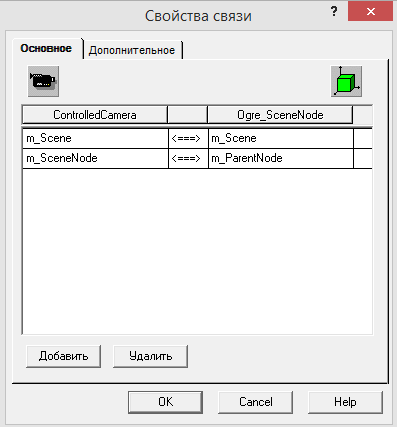 Свойства связи
?
Основное Дополнительное
ControlledCamera Ogre_SceneNode
m_Scene <===> m_Scene
m_SceneNode <===> m_ParentNode
Добавить Удалить
OK Cancel Help